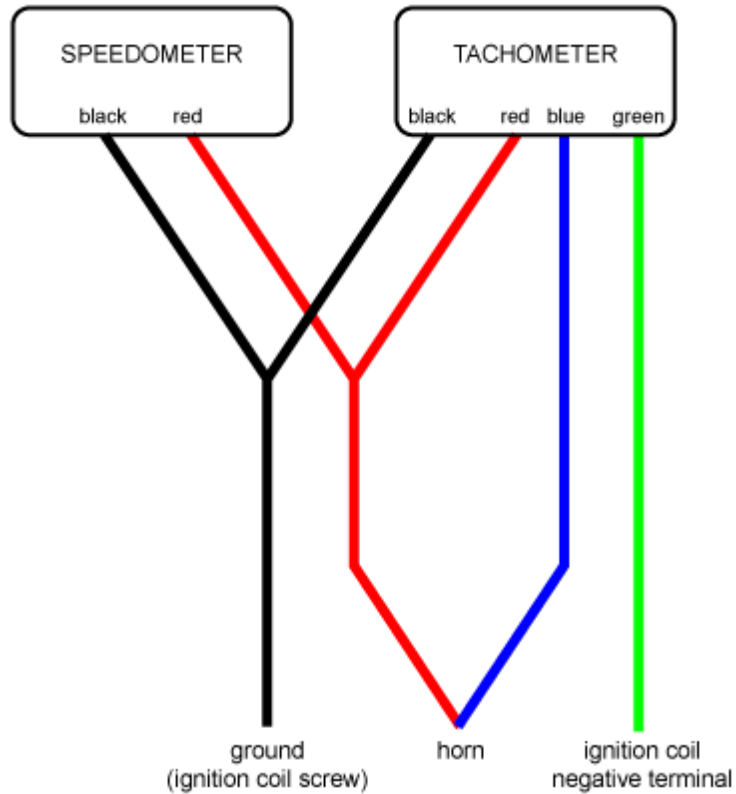 SPEEDOMETER
TACHOMETER
black red
black red blue green
ground
(ignition coil screw)
horn
ignition coil
negative terminal